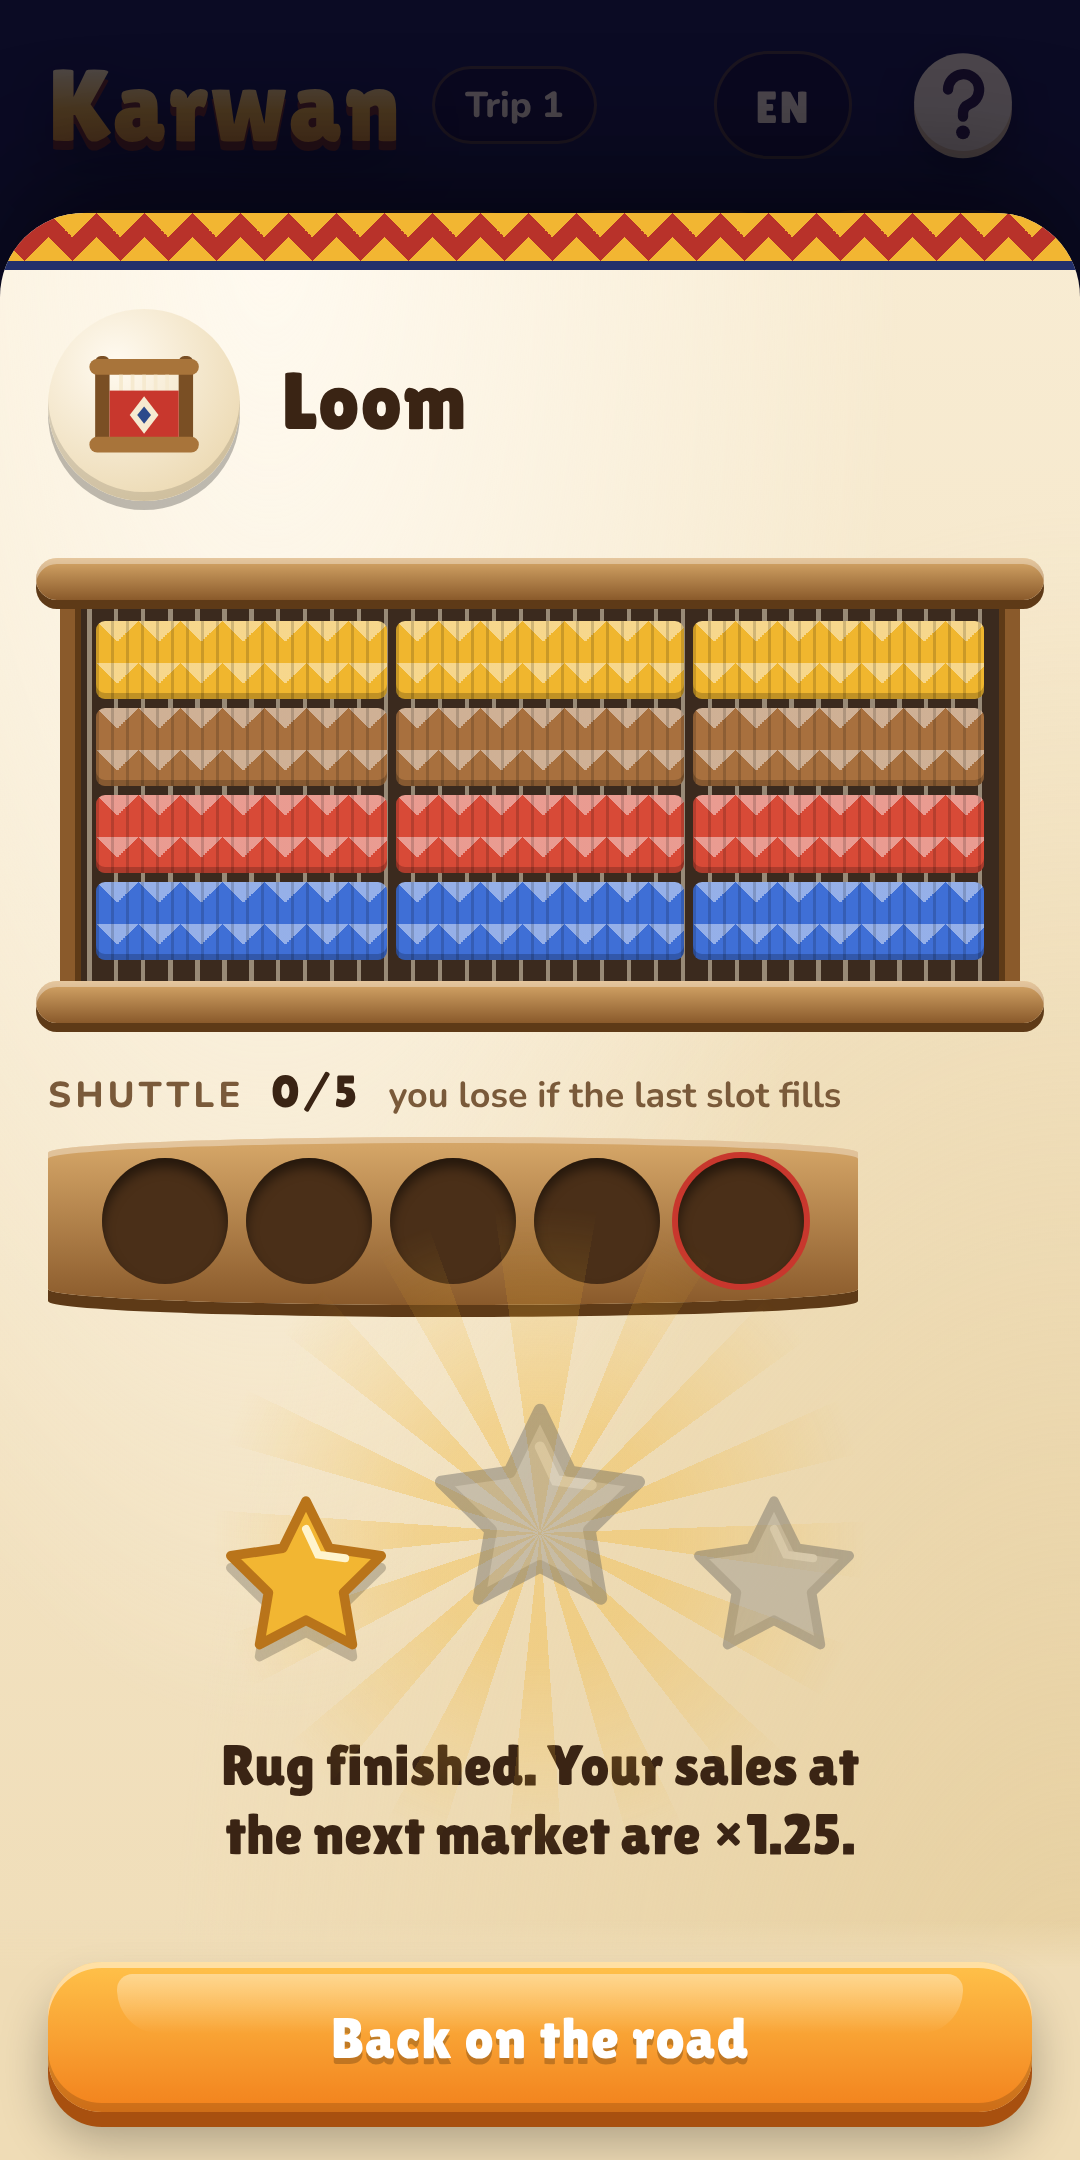 Karwan
Trip 1
EN
?
Loom
SHUTTLE 0/5 you lose if the last slot fills
Rug finished. Your sales at
the next market are ×1.25.
Back on the road